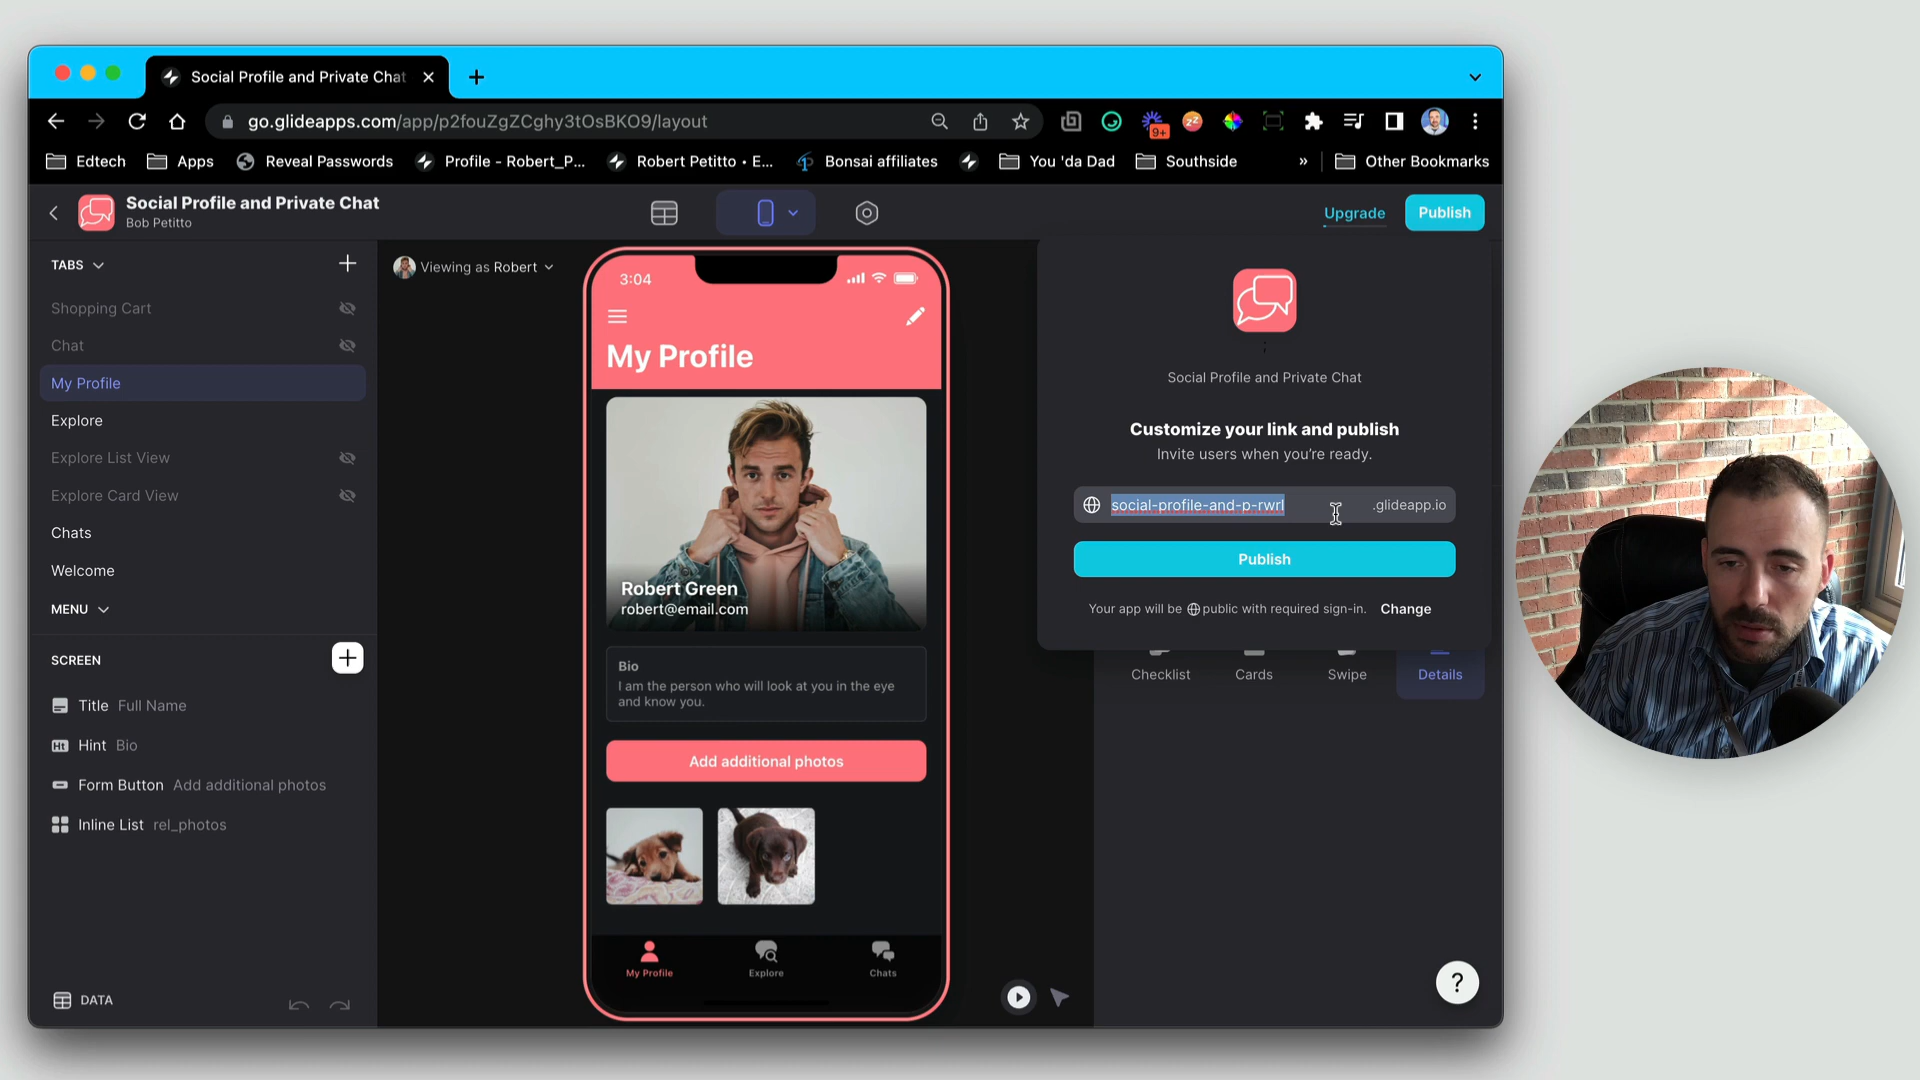 Social Profile and Private Chat
go.glideapps.com/app/p2fouZgZCghy3tOsBKO9/layout
9+
Edtech
Apps
Reveal Passwords
Profile - Robert_P...
Robert Petitto • E...
Bonsai affiliates
You 'da Dad
Southside
»
Other Bookmarks
Social Profile and Private Chat
Bob Petitto
Upgrade
Publish
TABS
Shopping Cart
Chat
My Profile
Explore
Explore List View
Explore Card View
Chats
Welcome
MENU
SCREEN
Title Full Name
Ht Hint Bio
Form Button Add additional photos
Inline List rel_photos
DATA
Viewing as Robert
3:04
My Profile
Robert Green
robert@email.com
Bio
I am the person who will look at you in the eye
and know you.
Add additional photos
My Profile
Explore
Chats
Social Profile and Private Chat
Customize your link and publish
Invite users when you're ready.
social-profile-and-p-rwrl .glideapp.io
Publish
Your app will be public with required sign-in. Change
Checklist
Cards
Swipe
Details
?